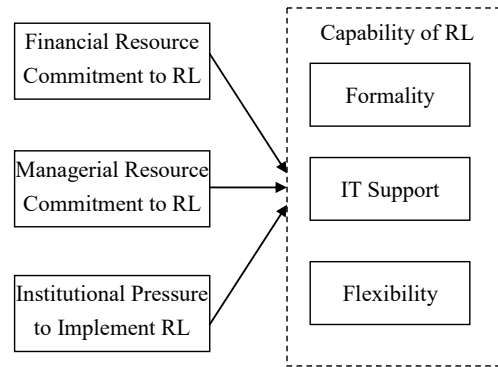 Financial Resource
Commitment to RL
Managerial Resource
Commitment to RL
Institutional Pressure
to Implement RL
Capability of RL
Formality
IT Support
Flexibility